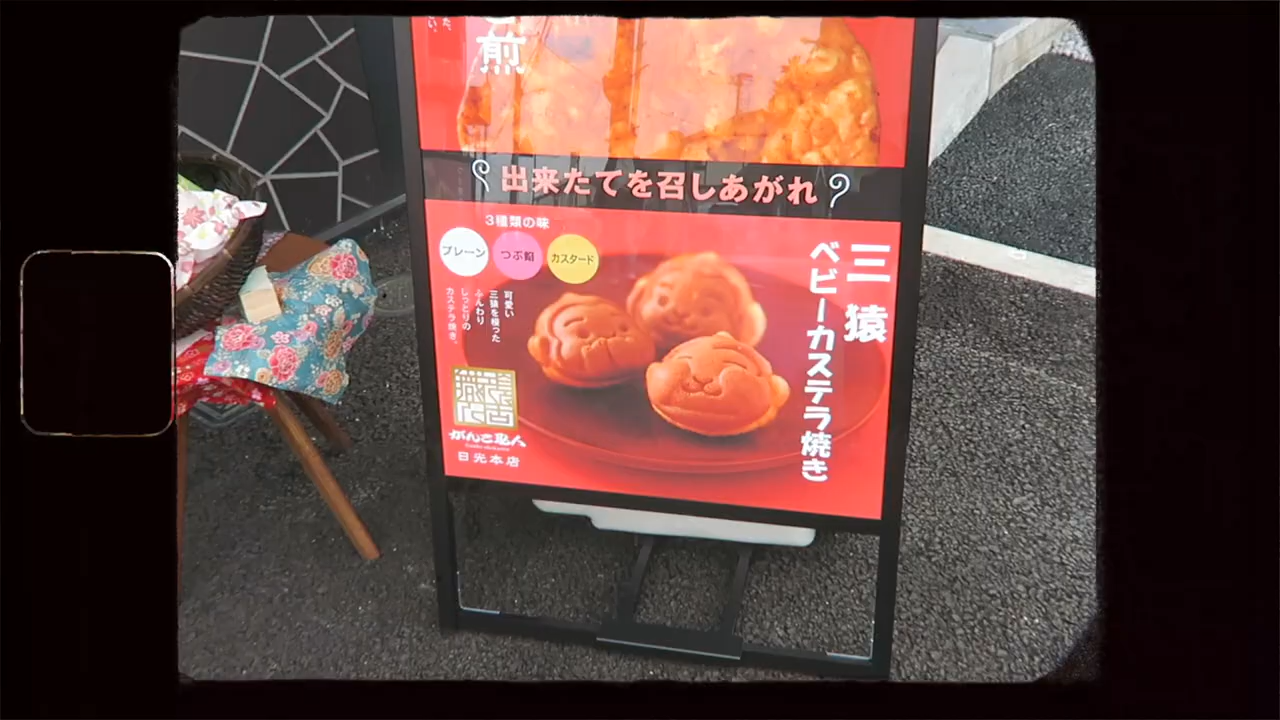 た、
い。
煎
出来たてを召しあがれ
三猿
ベビーカステラ焼き
3種類の味
プレーン
つぶ餡
カスタード
可愛い
三猿を模った
ふんわり
しっとりの
カステラ焼き。
がんこ職人
日光本店